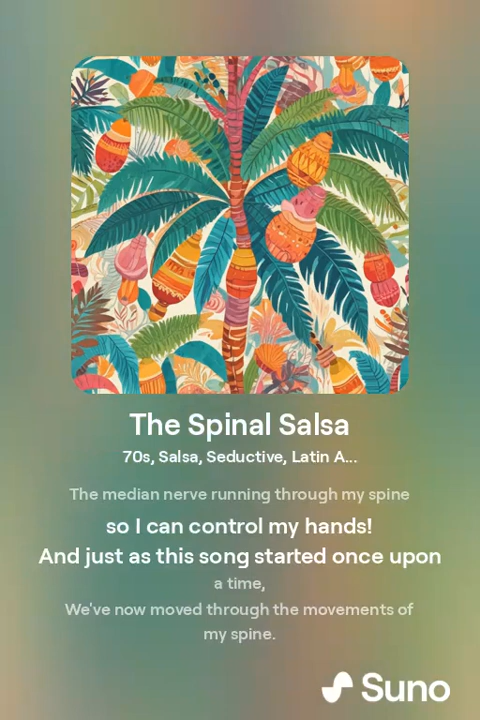 The Spinal Salsa
70s, Salsa, Seductive, Latin A...
The median nerve running through my spine
so I can control my hands!
And just as this song started once upon
a time,
We've now moved through the movements of
my spine.
Suno